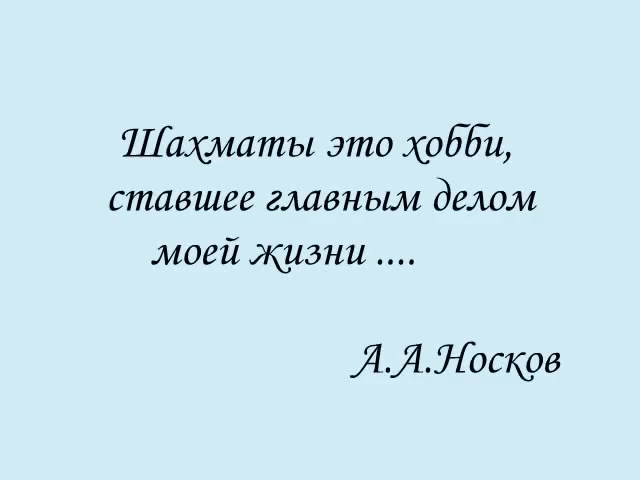 Шахматы это хобби,
ставшее главным делом
моей жизни ....
А.А.Носков